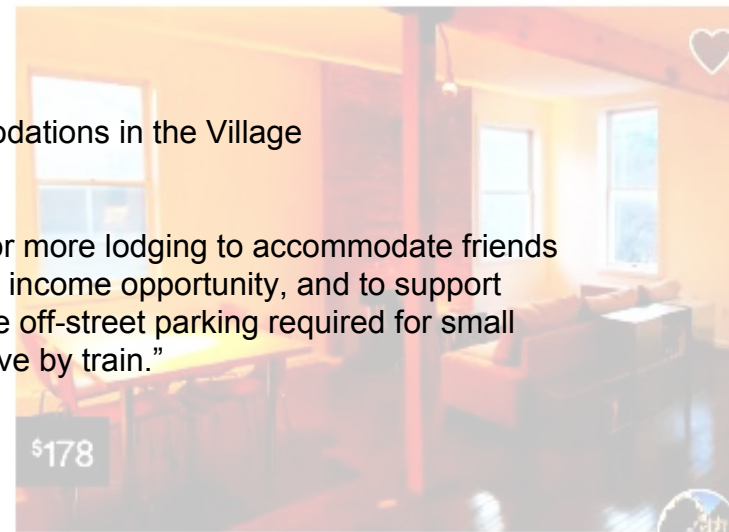 odations in the Village
or more lodging to accommodate friends
income opportunity, and to support
e off-street parking required for small
ve by train.”
$178